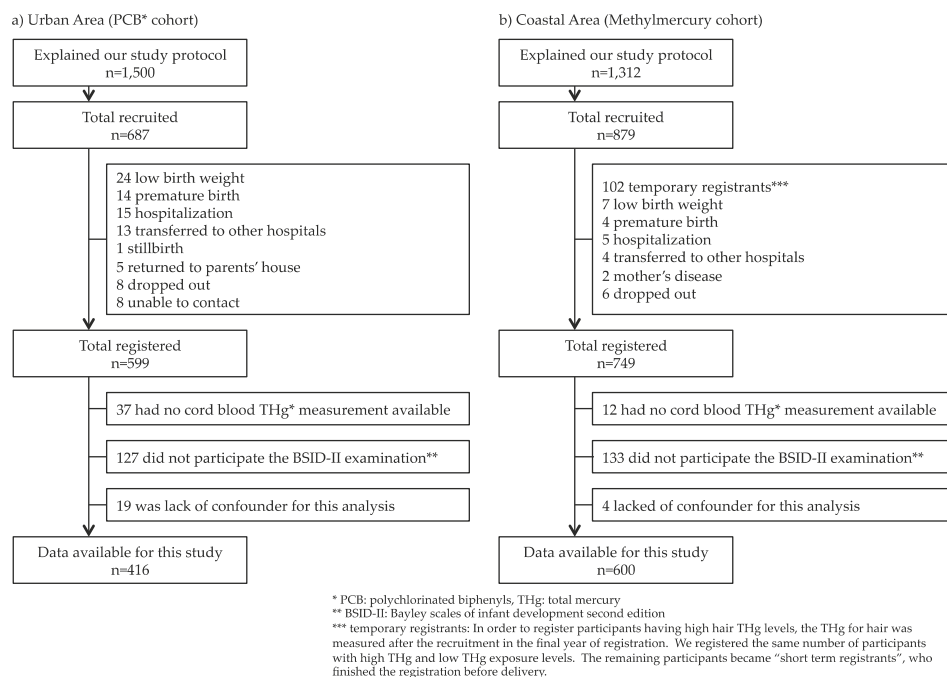 a) Urban Area (PCB* cohort)
Explained our study protocol
n=1,500
Total recruited
n=687
24 low birth weight
14 premature birth
15 hospitalization
13 transferred to other hospitals
1 stillbirth
5 returned to parents’ house
8 dropped out
8 unable to contact
Total registered
n=599
37 had no cord blood THg* measurement available
127 did not participate the BSID-II examination**
19 was lack of confounder for this analysis
Data available for this study
n=416
b) Coastal Area (Methylmercury cohort)
Explained our study protocol
n=1,312
Total recruited
n=879
102 temporary registrants***
7 low birth weight
4 premature birth
5 hospitalization
4 transferred to other hospitals
2 mother’s disease
6 dropped out
Total registered
n=749
12 had no cord blood THg* measurement available
133 did not participate the BSID-II examination**
4 lacked of confounder for this analysis
Data available for this study
n=600
* PCB: polychlorinated biphenyls, THg: total mercury
** BSID-II: Bayley scales of infant development second edition
*** temporary registrants: In order to register participants having high hair THg levels, the THg for hair was
measured after the recruitment in the final year of registration. We registered the same number of participants
with high THg and low THg exposure levels. The remaining participants became “short term registrants”, who
finished the registration before delivery.